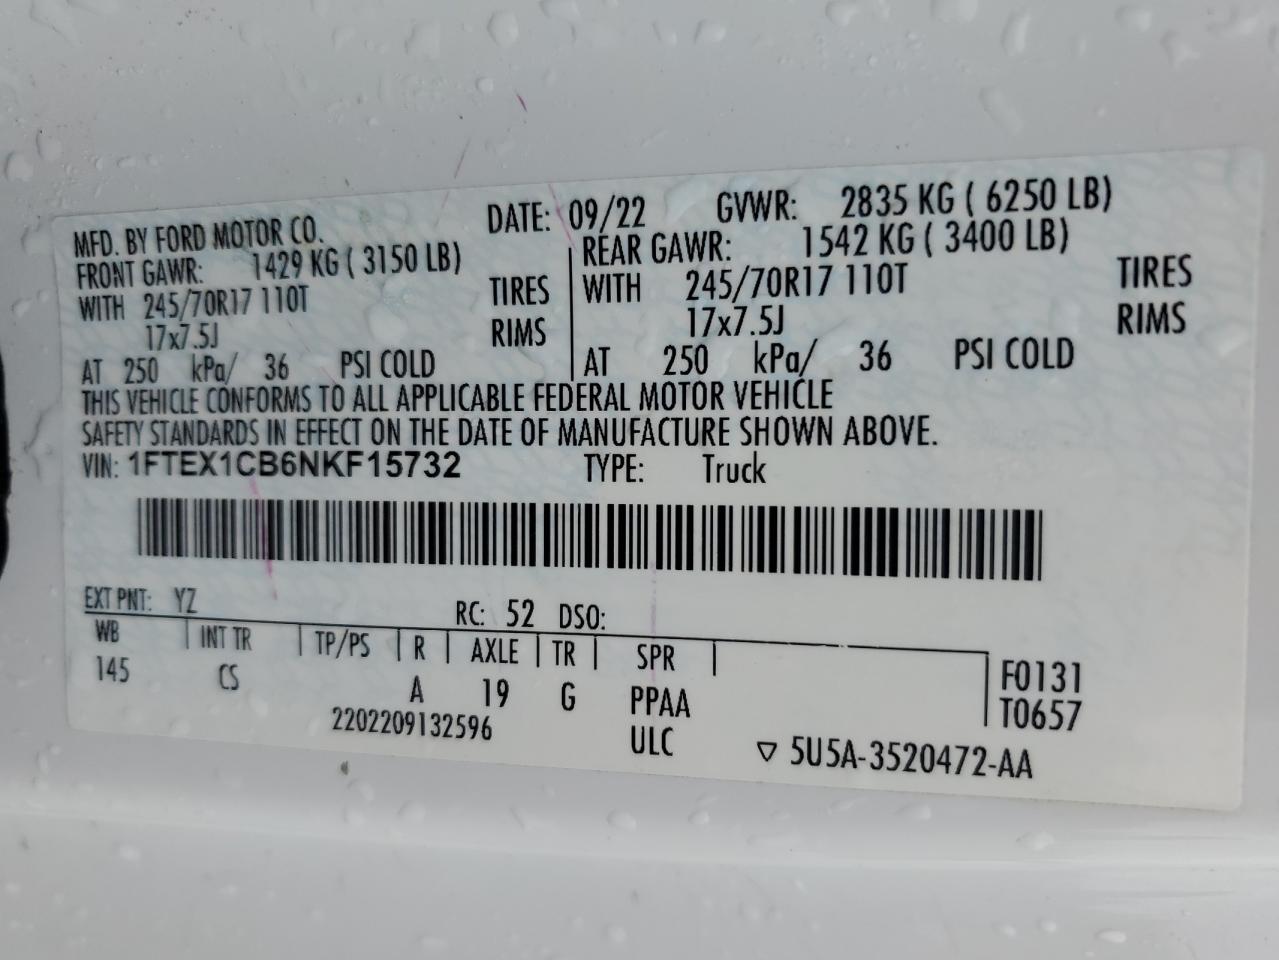 MFD. BY FORD MOTOR CO. DATE: 09/22 GVWR: 2835 KG ( 6250 LB)
FRONT GAWR: 1429 KG ( 3150 LB) REAR GAWR: 1542 KG ( 3400 LB)
WITH 245/70R17 110T TIRES WITH 245/70R17 110T TIRES
17x7.5J RIMS 17x7.5J RIMS
AT 250 kPa/ 36 PSI COLD AT 250 kPa/ 36 PSI COLD
THIS VEHICLE CONFORMS TO ALL APPLICABLE FEDERAL MOTOR VEHICLE
SAFETY STANDARDS IN EFFECT ON THE DATE OF MANUFACTURE SHOWN ABOVE.
VIN: 1FTEX1CB6NKF15732 TYPE: Truck
EXT PNT: YZ RC: 52 DSO:
WB INT TR TP/PS R AXLE TR SPR F0131
145 CS A 19 G PPAA T0657
2202209132596 ULC ▽ 5U5A-3520472-AA